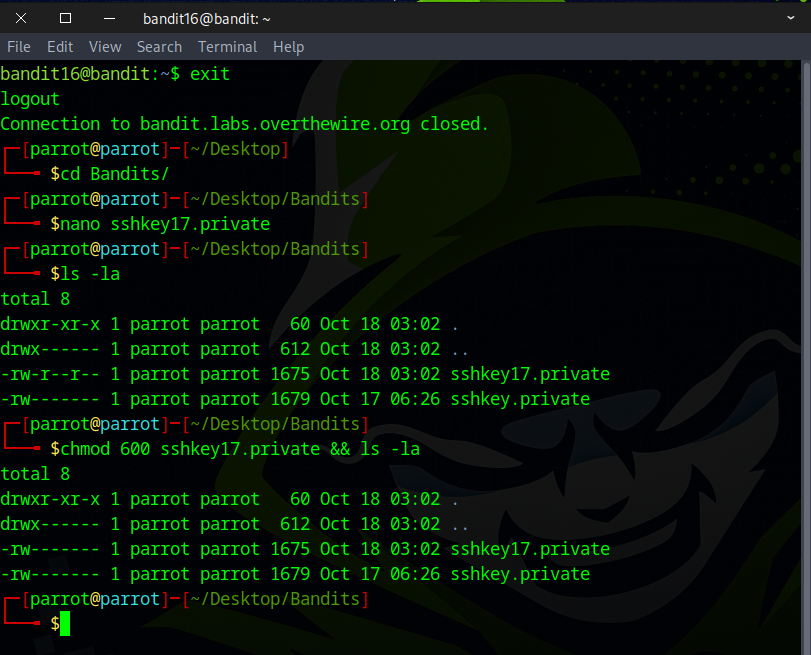 bandit16@bandit: ~
File Edit View Search Terminal Help
bandit16@bandit:~$ exit
logout
Connection to bandit.labs.overthewire.org closed.
┌─[parrot@parrot]─[~/Desktop]
└──╼ $cd Bandits/
┌─[parrot@parrot]─[~/Desktop/Bandits]
└──╼ $nano sshkey17.private
┌─[parrot@parrot]─[~/Desktop/Bandits]
└──╼ $ls -la
total 8
drwxr-xr-x 1 parrot parrot   60 Oct 18 03:02 .
drwx------ 1 parrot parrot  612 Oct 18 03:02 ..
-rw-r--r-- 1 parrot parrot 1675 Oct 18 03:02 sshkey17.private
-rw------- 1 parrot parrot 1679 Oct 17 06:26 sshkey.private
┌─[parrot@parrot]─[~/Desktop/Bandits]
└──╼ $chmod 600 sshkey17.private && ls -la
total 8
drwxr-xr-x 1 parrot parrot   60 Oct 18 03:02 .
drwx------ 1 parrot parrot  612 Oct 18 03:02 ..
-rw------- 1 parrot parrot 1675 Oct 18 03:02 sshkey17.private
-rw------- 1 parrot parrot 1679 Oct 17 06:26 sshkey.private
┌─[parrot@parrot]─[~/Desktop/Bandits]
└──╼ $